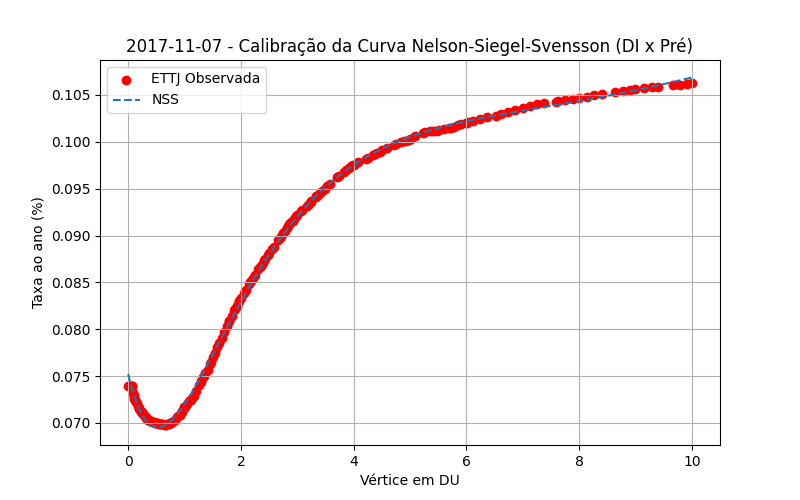 2017-11-07 - Calibração da Curva Nelson-Siegel-Svensson (DI x Pré)
ETTJ Observada
NSS
Taxa ao ano (%)
0.105
0.100
0.095
0.090
0.085
0.080
0.075
0.070
0 2 4 6 8 10
Vértice em DU